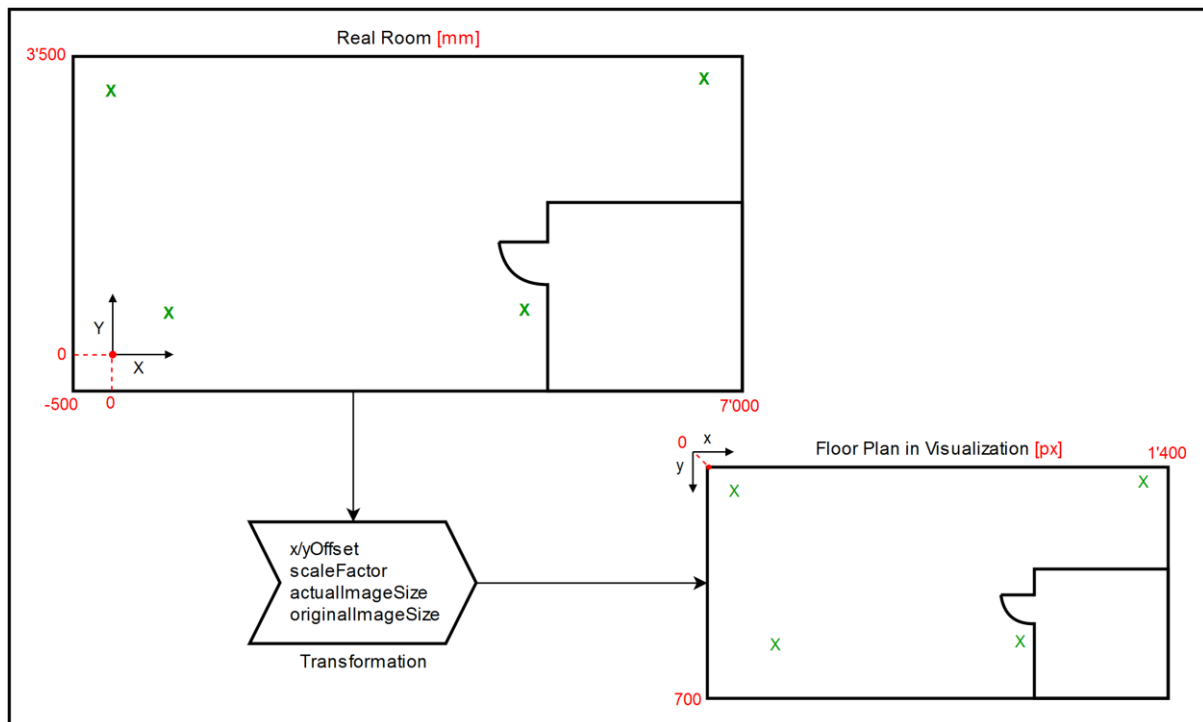 Real Room [mm]
3'500
X
X
X
X
Y
X
0
-500
0
7'000
Floor Plan in Visualization [px]
0
x
y
1'400
X
X
X
X
700
x/yOffset
scaleFactor
actualImageSize
originalImageSize
Transformation